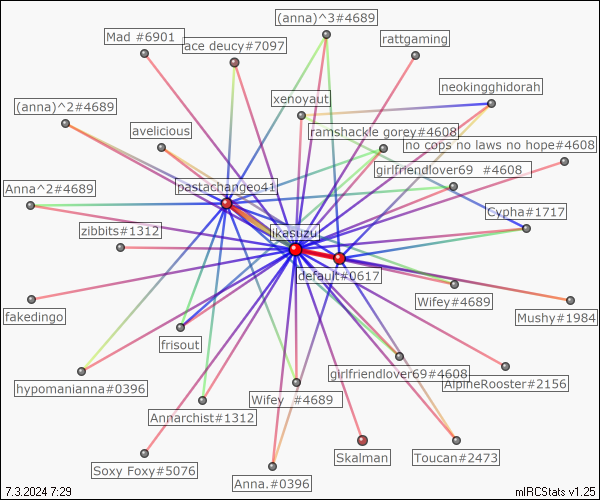 (anna)^3#4689
Mad #6901
ace deucy#7097
rattgaming
neokingghidorah
xenoyaut
(anna)^2#4689
avelicious
ramshackle gorey#4608
no cops no laws no hope#4608
girlfriendlover69 #4608
pastachangeo41
Anna^2#4689
Cypha#1717
zibbits#1312
ikesuzu
default#0617
Wifey#4689
fakedingo
Mushy#1984
frisout
girlfriendlover69#4608
AlpineRooster#2156
hypomanianna#0396
Wifey #4689
Annarchist#1312
Soxy Foxy#5076
Skalman
Toucan#2473
Anna.#0396
7.3.2024 7:29
mIRCStats v1.25